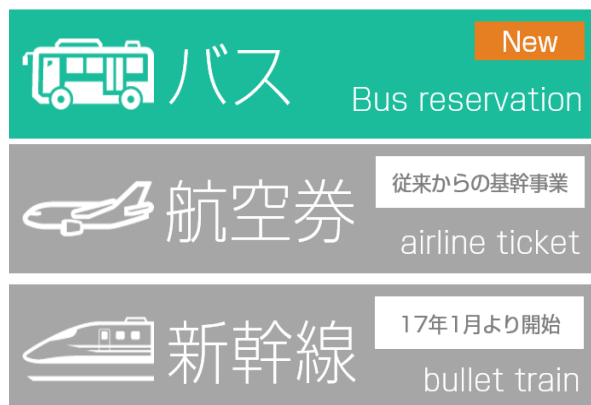 バス
New
Bus reservation
航空券
従来からの基幹事業
airline ticket
新幹線
17年1月より開始
bullet train